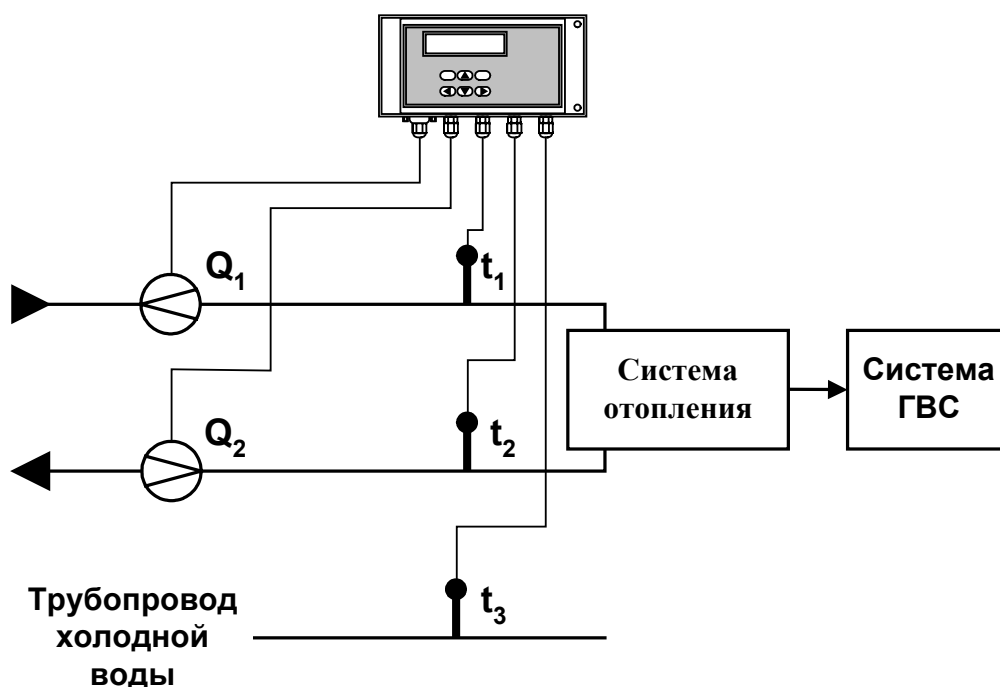 Q1
t1
Система
отопления
Система
ГВС
Q2
t2
t3
Трубопровод
холодной
воды